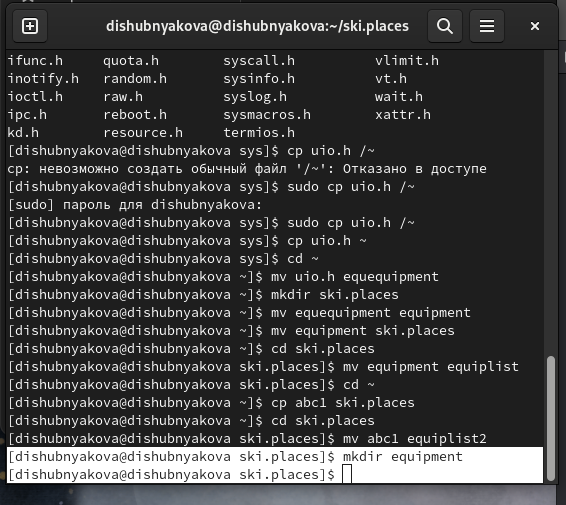 dishubnyakova@dishubnyakova:~/ski.places
ifunc.h quota.h syscall.h vlimit.h
inotify.h random.h sysinfo.h vt.h
ioctl.h raw.h syslog.h wait.h
ipc.h reboot.h sysmacros.h xattr.h
kd.h resource.h termios.h
[dishubnyakova@dishubnyakova sys]$ cp uio.h /~
cp: невозможно создать обычный файл '/~': Отказано в доступе
[dishubnyakova@dishubnyakova sys]$ sudo cp uio.h /~
[sudo] пароль для dishubnyakova:
[dishubnyakova@dishubnyakova sys]$ sudo cp uio.h /~
[dishubnyakova@dishubnyakova sys]$ cp uio.h ~
[dishubnyakova@dishubnyakova sys]$ cd ~
[dishubnyakova@dishubnyakova ~]$ mv uio.h equequipment
[dishubnyakova@dishubnyakova ~]$ mkdir ski.places
[dishubnyakova@dishubnyakova ~]$ mv equequipment equipment
[dishubnyakova@dishubnyakova ~]$ mv equipment ski.places
[dishubnyakova@dishubnyakova ~]$ cd ski.places
[dishubnyakova@dishubnyakova ski.places]$ mv equipment equiplist
[dishubnyakova@dishubnyakova ski.places]$ cd ~
[dishubnyakova@dishubnyakova ~]$ cp abc1 ski.places
[dishubnyakova@dishubnyakova ~]$ cd ski.places
[dishubnyakova@dishubnyakova ski.places]$ mv abc1 equiplist2
[dishubnyakova@dishubnyakova ski.places]$ mkdir equipment
[dishubnyakova@dishubnyakova ski.places]$